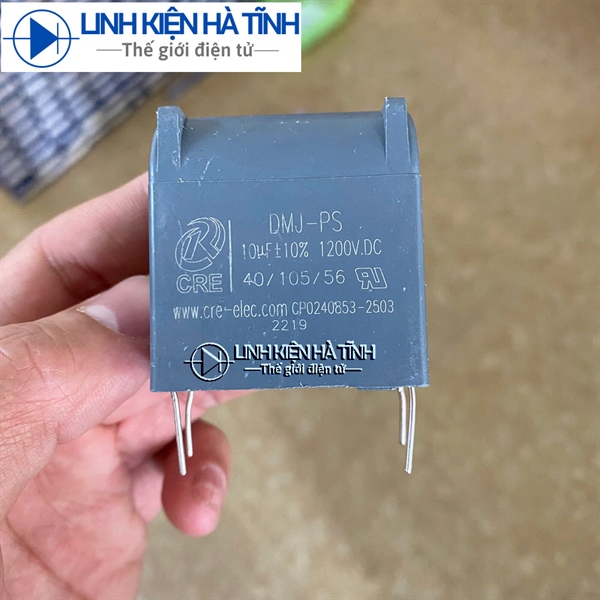 LINH KIỆN HÀ TĨNH
Thế giới điện tử
DMJ-PS
10μF±10% 1200V.DC
CRE
40/105/56 RU
www.cre-elec.com CP0240853-2503
2219
LINH KIỆN HÀ TĨNH
Thế giới điện tử